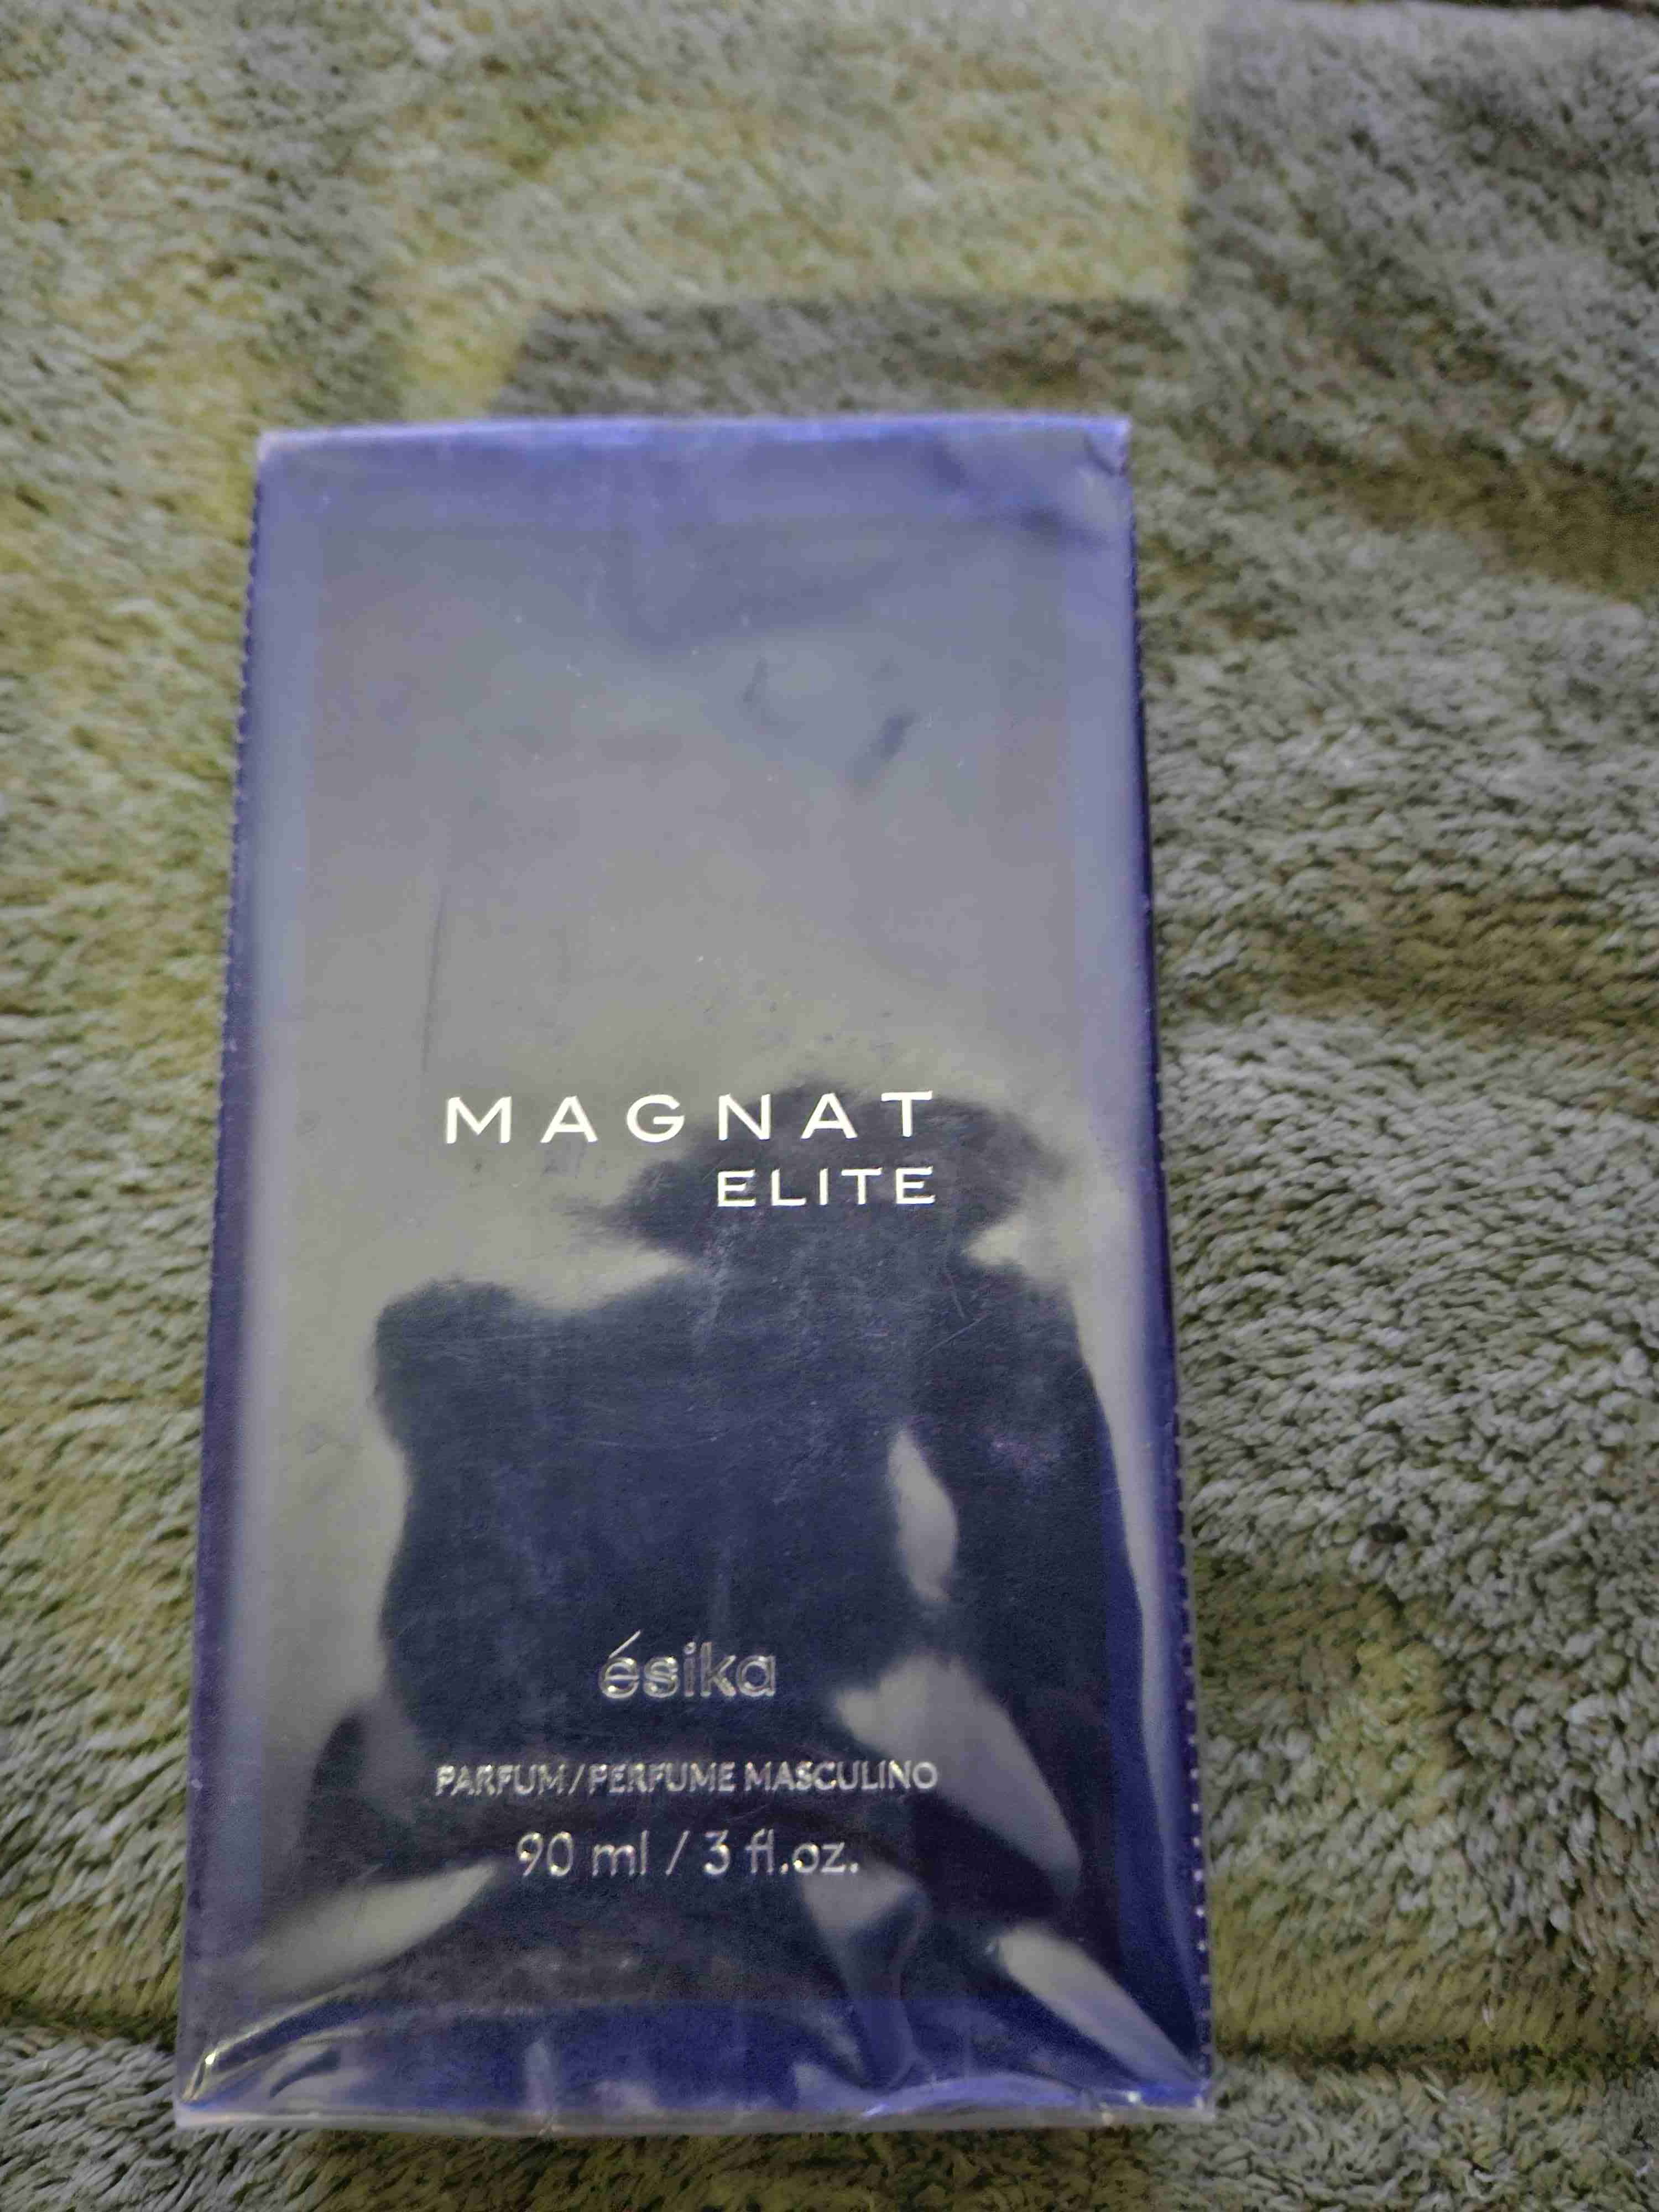 MAGNAT
ELITE
ésika
PARFUM/PERFUME MASCULINO
90 ml / 3 fl.oz.